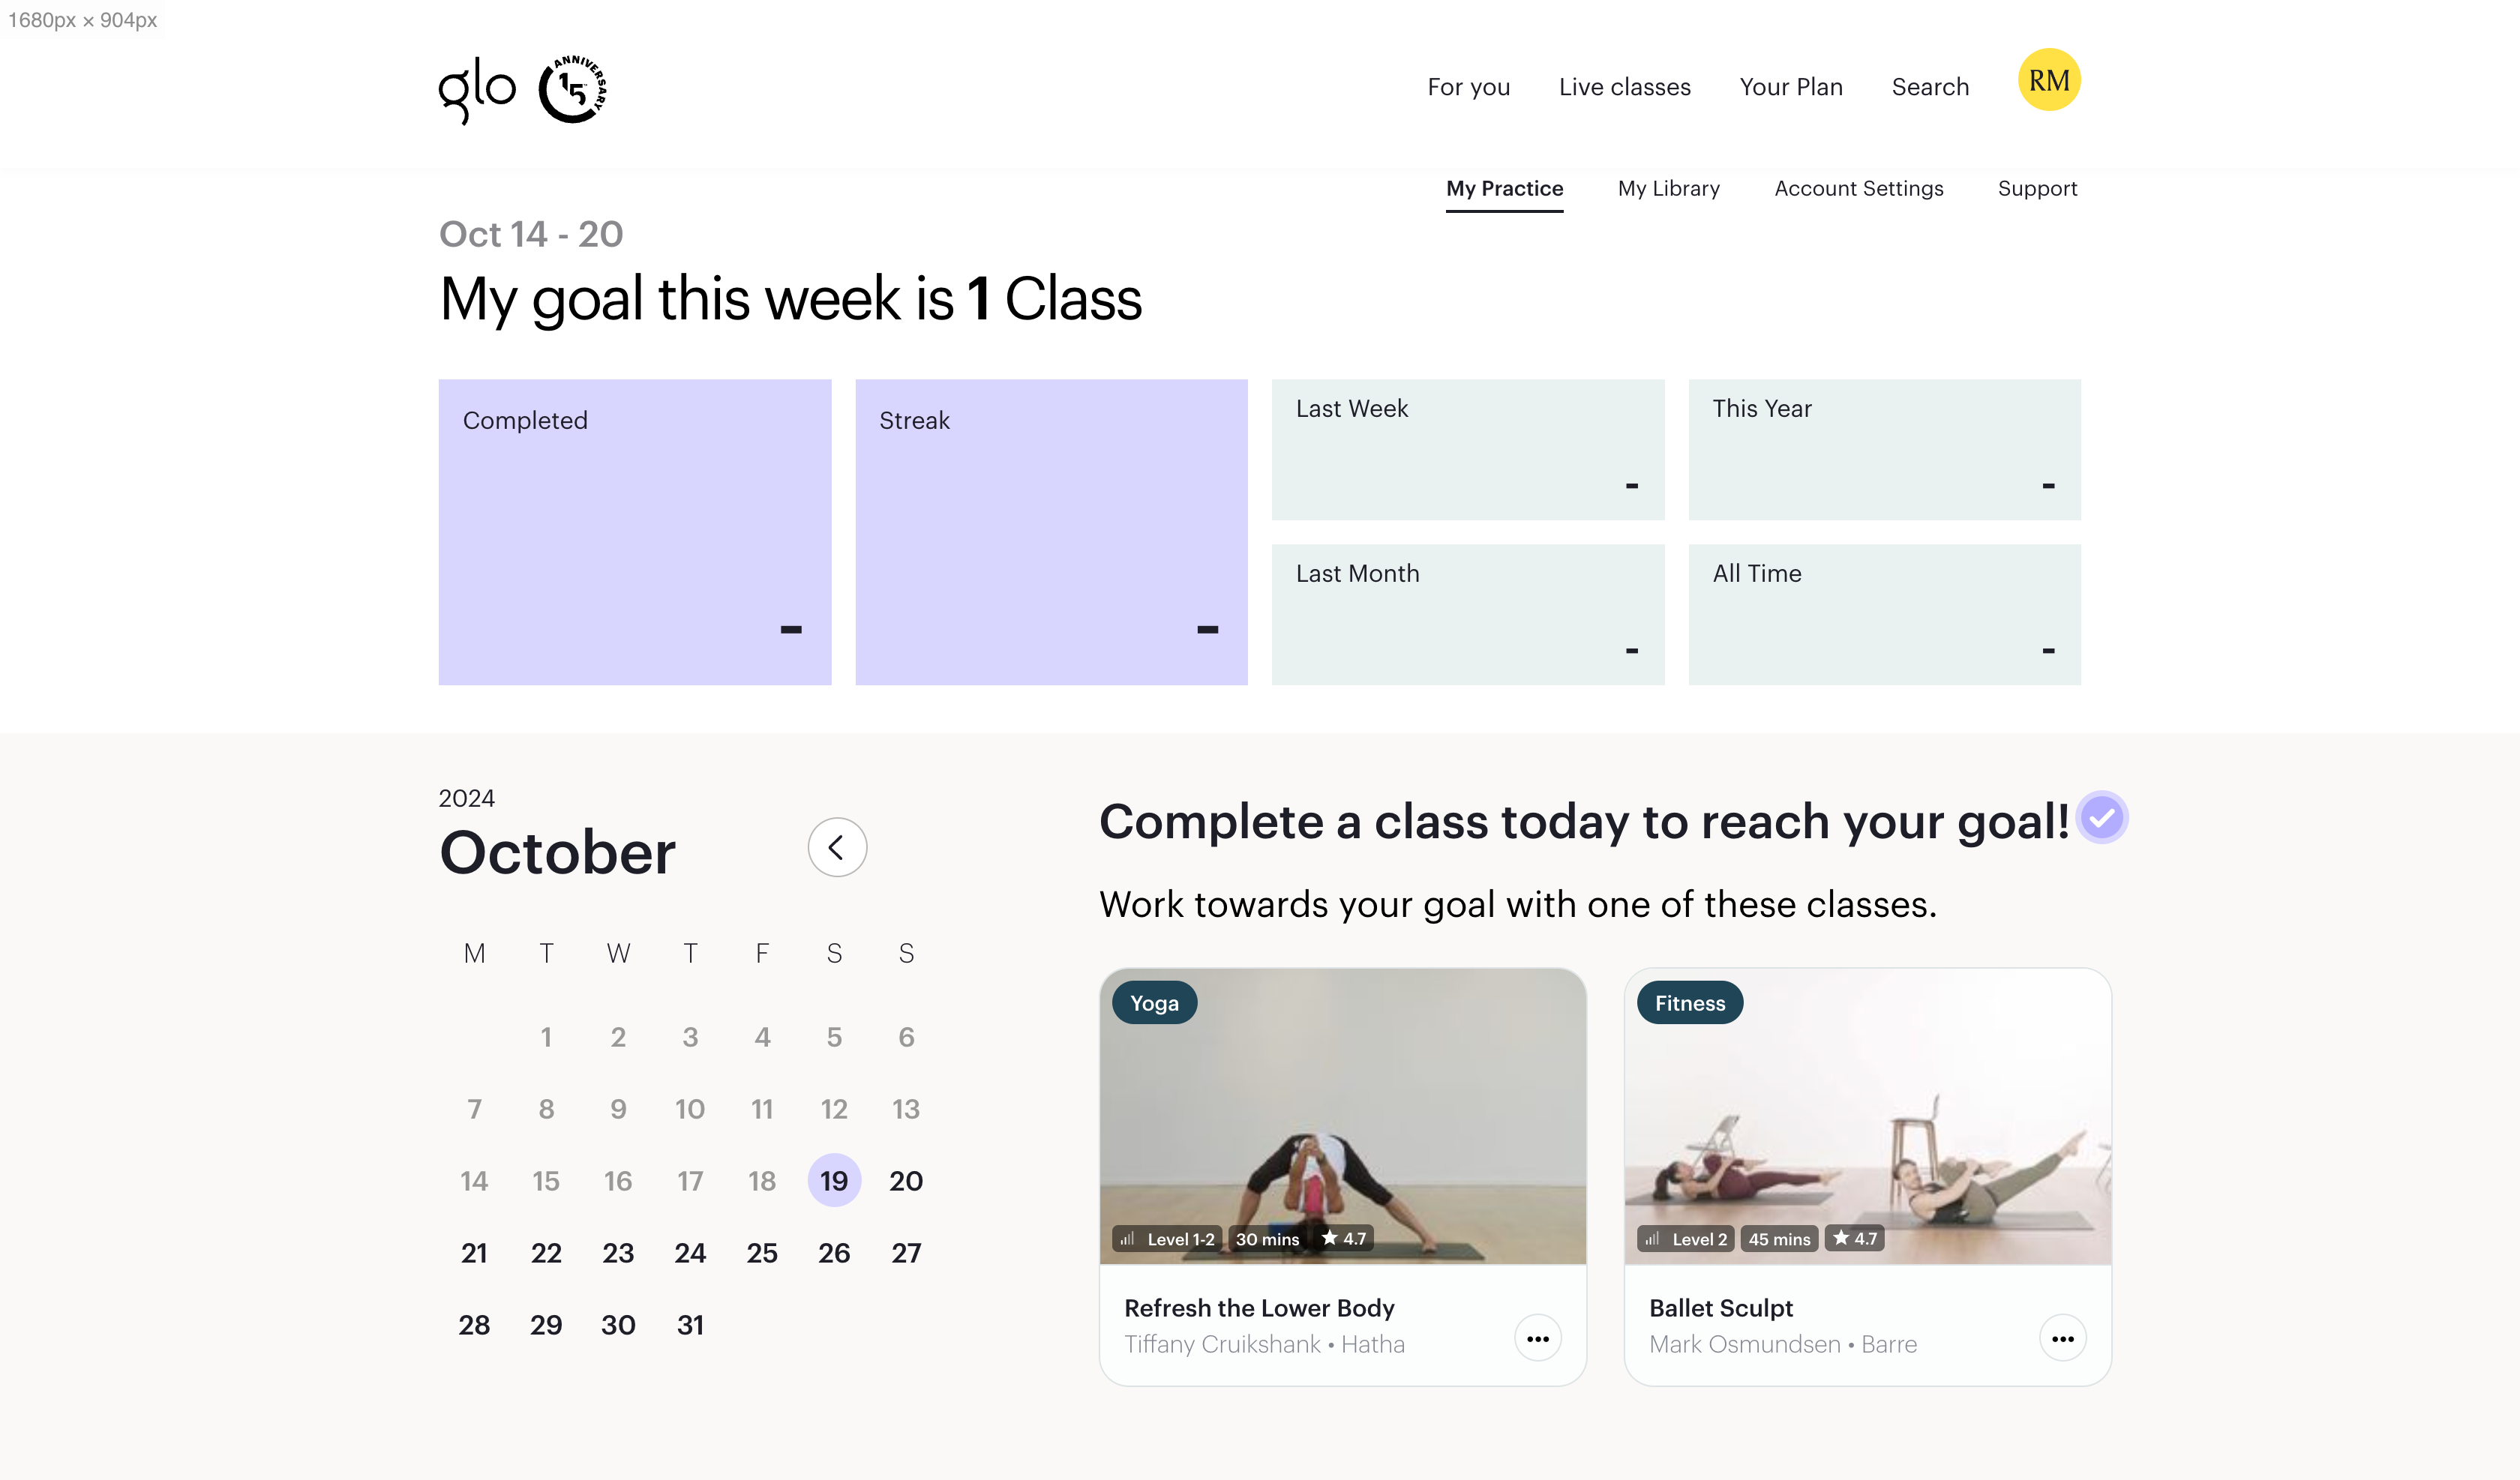 1680px × 904px
glo
ANNIVERSARY
15
For you
Live classes
Your Plan
Search
RM
My Practice
My Library
Account Settings
Support
Oct 14 - 20
My goal this week is 1 Class
Completed
-
Streak
-
Last Week
-
This Year
-
Last Month
-
All Time
-
2024
October
M T W T F S S
1 2 3 4 5 6
7 8 9 10 11 12 13
14 15 16 17 18 19 20
21 22 23 24 25 26 27
28 29 30 31
Complete a class today to reach your goal!
Work towards your goal with one of these classes.
Yoga
Level 1-2 30 mins ★ 4.7
Refresh the Lower Body
Tiffany Cruikshank • Hatha
Fitness
Level 2 45 mins ★ 4.7
Ballet Sculpt
Mark Osmundsen • Barre